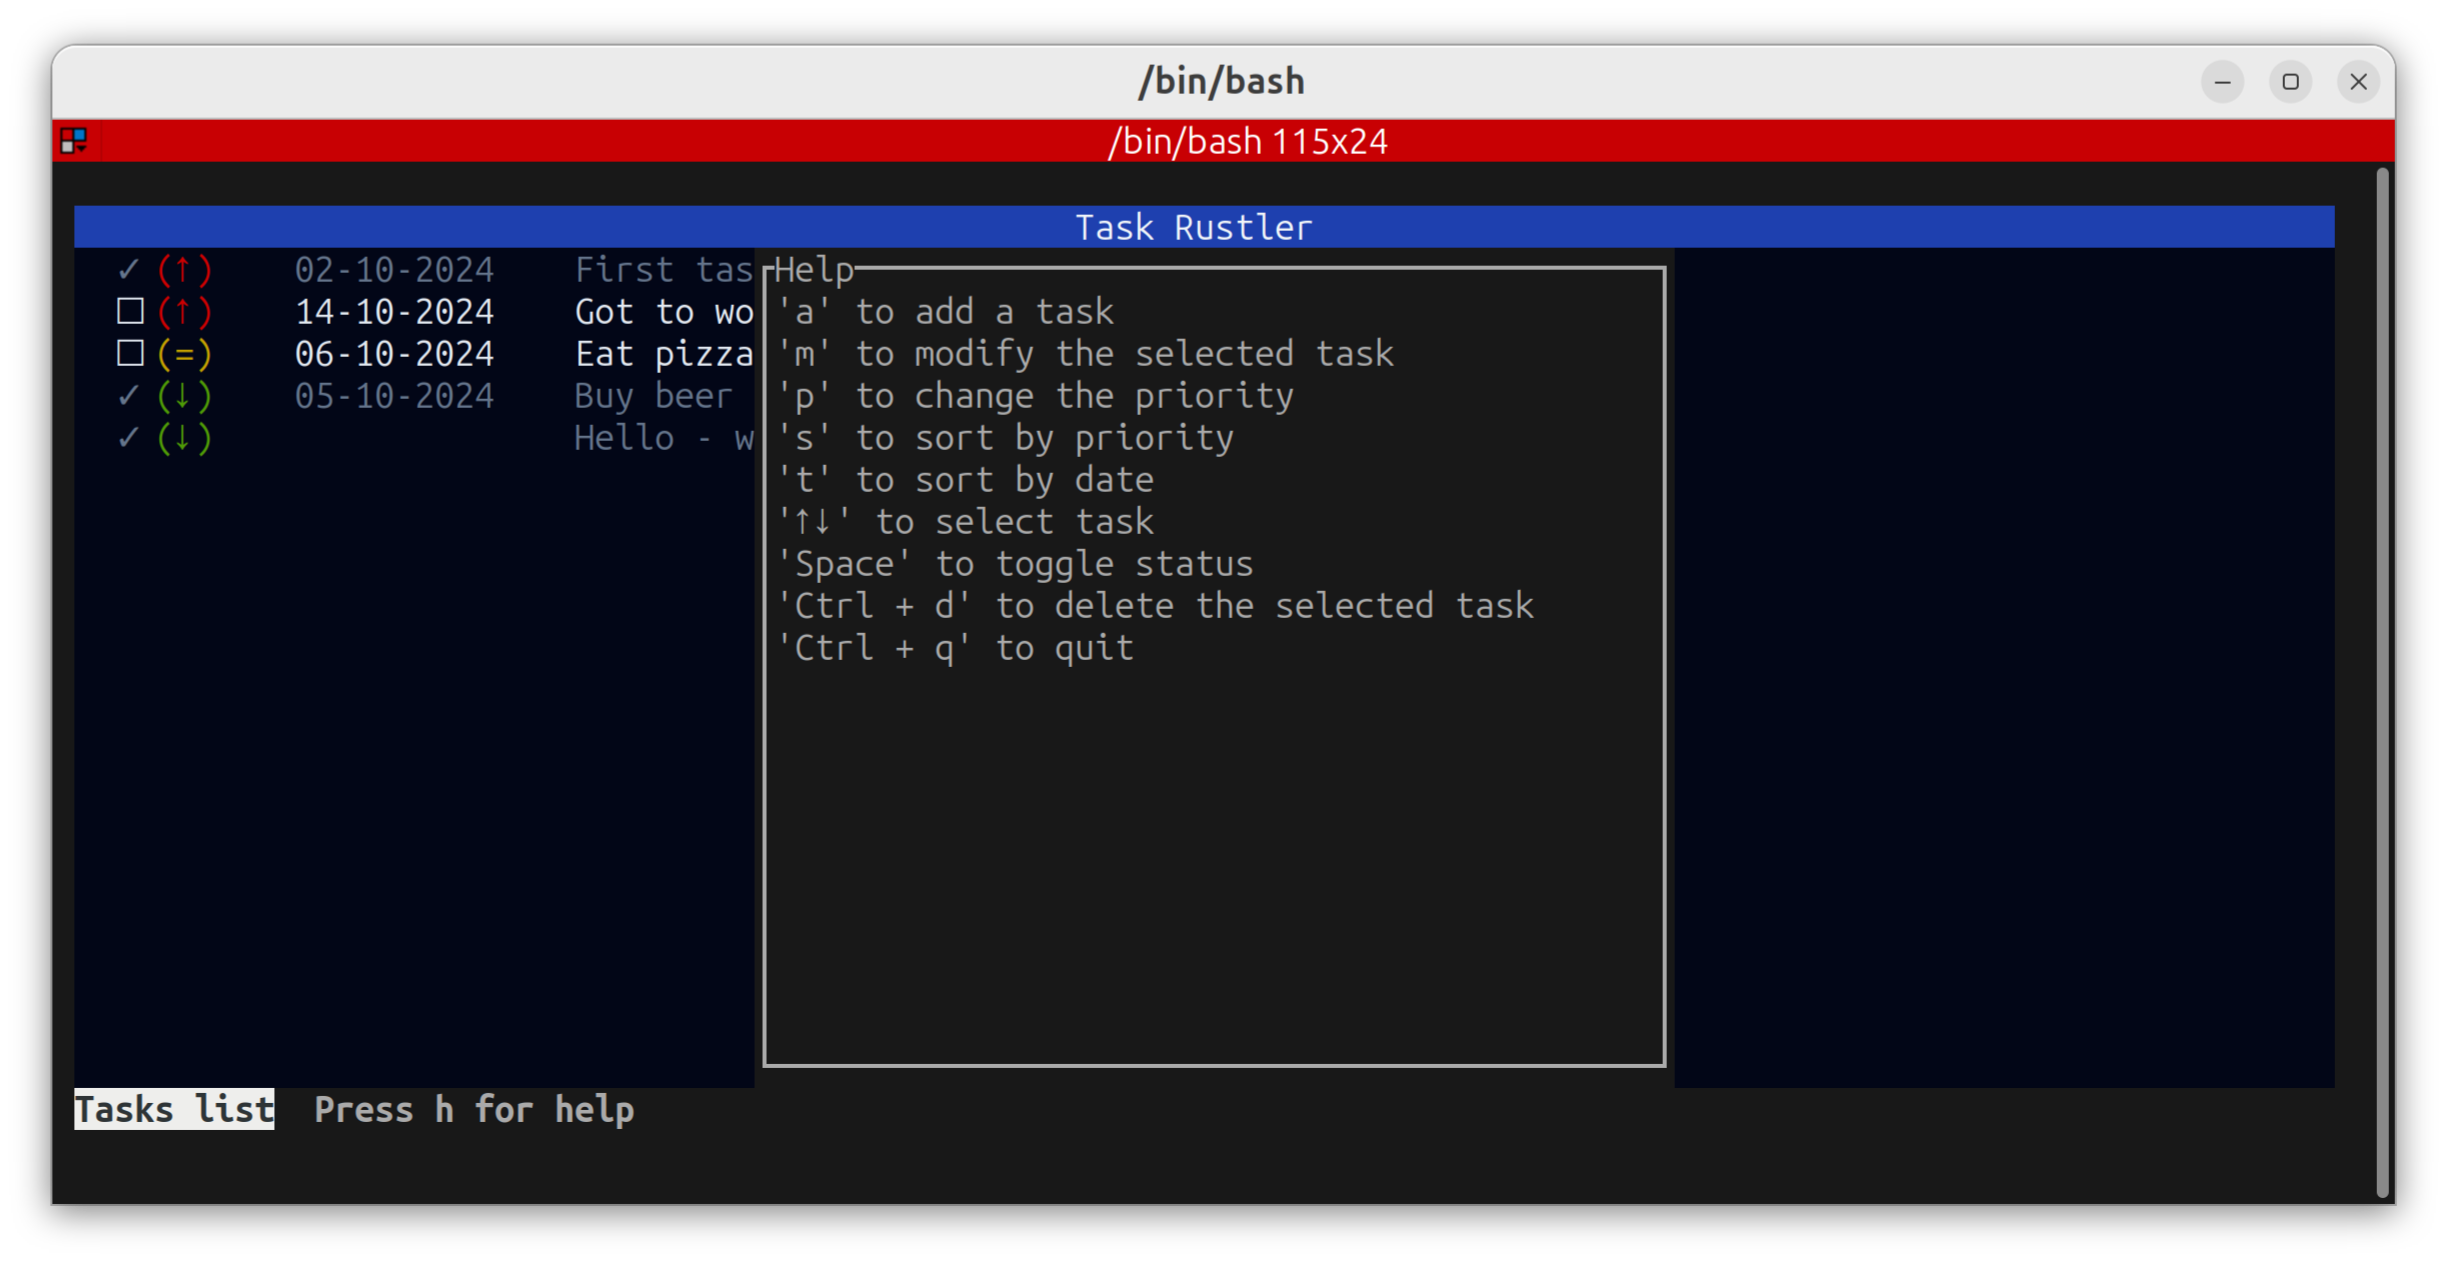 /bin/bash
/bin/bash 115x24
Task Rustler
✓ (↑) 02-10-2024 First tas
☐ (↑) 14-10-2024 Got to wo
☐ (=) 06-10-2024 Eat pizza
✓ (↓) 05-10-2024 Buy beer
✓ (↓) Hello - w
Help
'a' to add a task
'm' to modify the selected task
'p' to change the priority
's' to sort by priority
't' to sort by date
'↑↓' to select task
'Space' to toggle status
'Ctrl + d' to delete the selected task
'Ctrl + q' to quit
Tasks list Press h for help